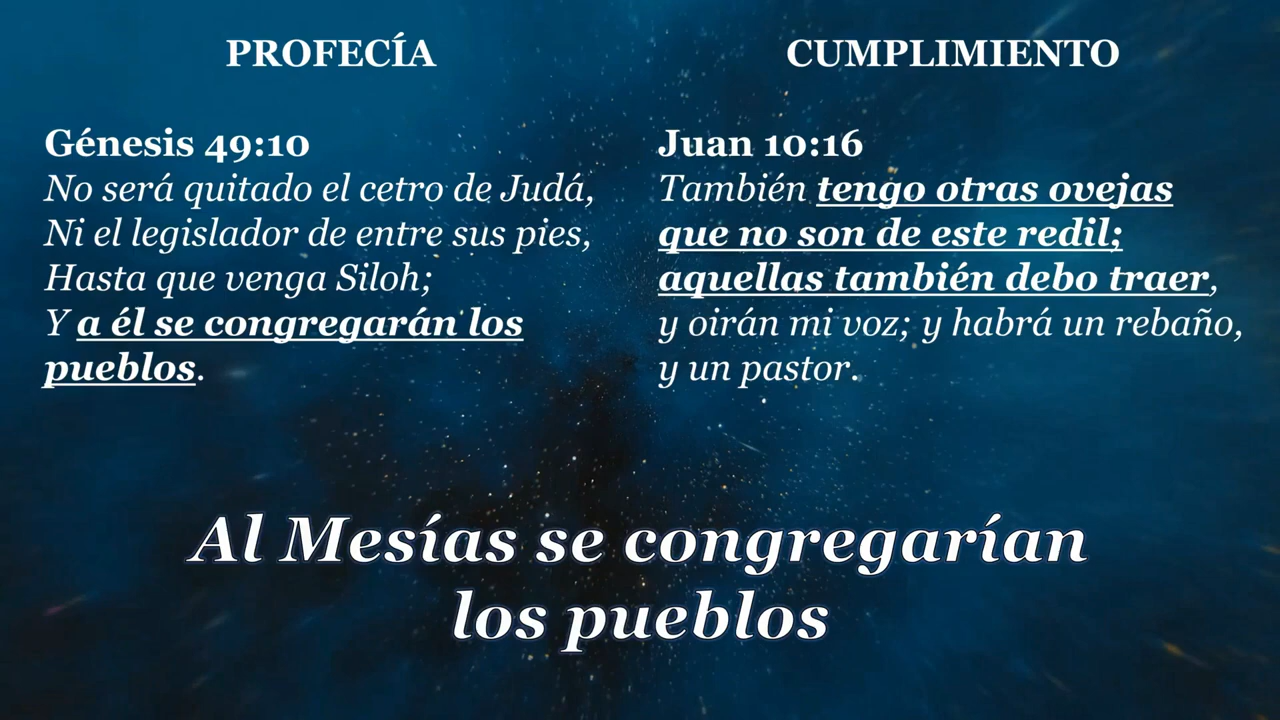 PROFECÍA
Génesis 49:10
No será quitado el cetro de Judá,
Ni el legislador de entre sus pies,
Hasta que venga Siloh;
Y a él se congregarán los
pueblos.
CUMPLIMIENTO
Juan 10:16
También tengo otras ovejas
que no son de este redil;
aquellas también debo traer,
y oirán mi voz; y habrá un rebaño,
y un pastor.
Al Mesías se congregarían
los pueblos